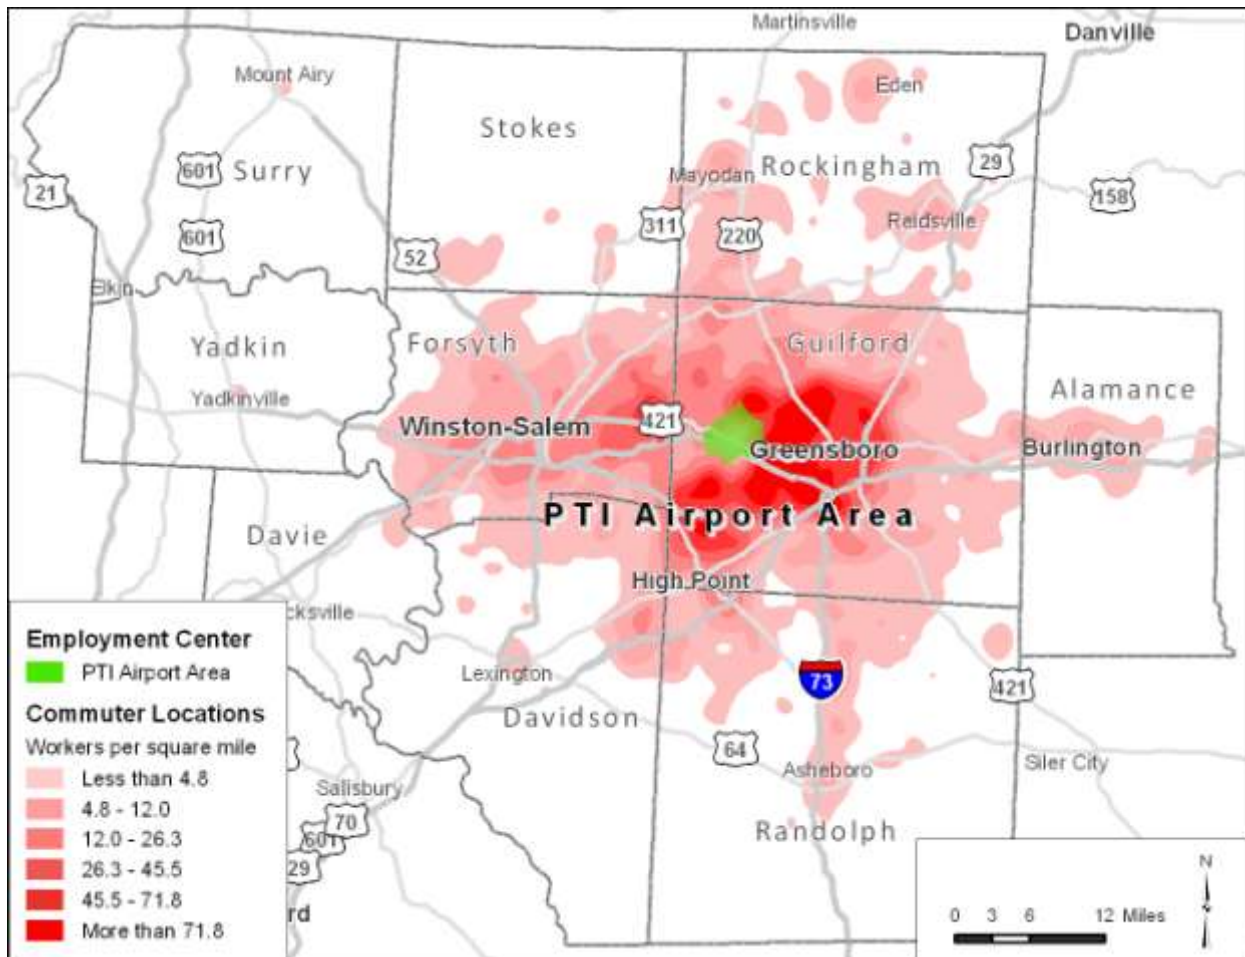 Martinsville
Danville
Mount Airy
Eden
Stokes
601
Surry
Mayodan
Rockingham
29
21
158
601
311
220
Reidsville
52
Elkin
Yadkin
Forsyth
Guilford
Alamance
Yadkinville
Winston-Salem
421
Greensboro
Burlington
PTI Airport Area
Davie
High Point
cksville
Lexington
73
421
Davidson
64
Asheboro
Siler City
Salisbury
70
601
29
Randolph
rd
Employment Center
PTI Airport Area
Commuter Locations
Workers per square mile
Less than 4.8
4.8 - 12.0
12.0 - 26.3
26.3 - 45.5
45.5 - 71.8
More than 71.8
N
0 3 6 12 Miles